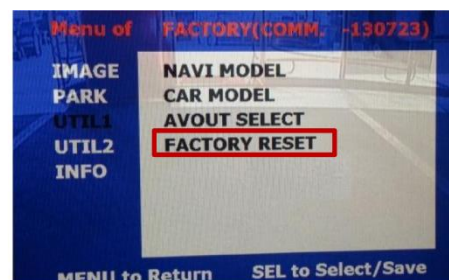 Menu of FACTORY(COMM. -130723)
IMAGE NAVI MODEL
PARK CAR MODEL
UTIL1 AVOUT SELECT
UTIL2 FACTORY RESET
INFO
MENU to Return SEL to Select/Save